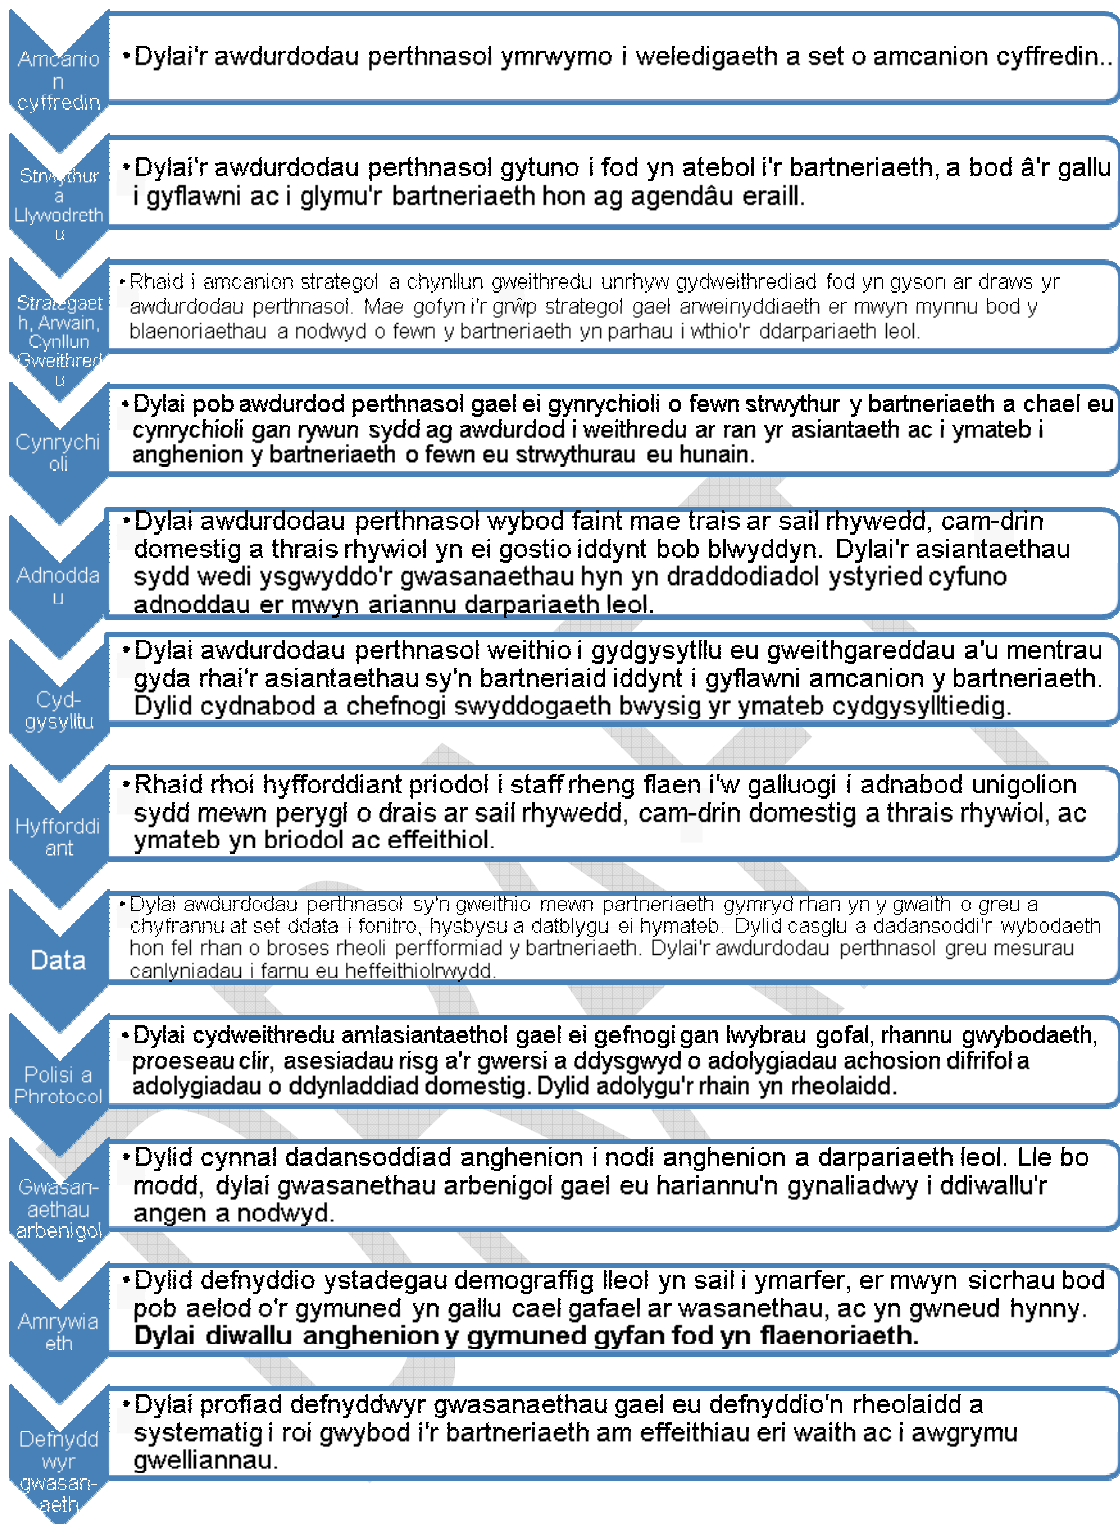 Amcanio
n
cyffredin
•Dylai'r awdurdodau perthnasol ymrwymo i weledigaeth a set o amcanion cyffredin..
Strwythur
a
Llywodreth
u
•Dylai'r awdurdodau perthnasol gytuno i fod yn atebol i'r bartneriaeth, a bod â'r gallu
i gyflawni ac i glymu'r bartneriaeth hon ag agendâu eraill.
Strategaet
h, Arwain,
Cynllun
Gweithred
u
•Rhaid i amcanion strategol a chynllun gweithredu unrhyw gydweithrediad fod yn gyson ar draws yr
awdurdodau perthnasol. Mae gofyn i'r grŵp strategol gael arweinyddiaeth er mwyn mynnu bod y
blaenoriaethau a nodwyd o fewn y bartneriaeth yn parhau i wthio'r ddarpariaeth leol.
Cynrychi
oli
•Dylai pob awdurdod perthnasol gael ei gynrychioli o fewn strwythur y bartneriaeth a chael eu
cynrychioli gan rywun sydd ag awdurdod i weithredu ar ran yr asiantaeth ac i ymateb i
anghenion y bartneriaeth o fewn eu strwythurau eu hunain.
Adnodda
u
•Dylai awdurdodau perthnasol wybod faint mae trais ar sail rhywedd, cam-drin
domestig a thrais rhywiol yn ei gostio iddynt bob blwyddyn. Dylai'r asiantaethau
sydd wedi ysgwyddo'r gwasanaethau hyn yn draddodiadol ystyried cyfuno
adnoddau er mwyn ariannu darpariaeth leol.
Cyd-
gysylltu
•Dylai awdurdodau perthnasol weithio i gydgysytllu eu gweithgareddau a'u mentrau
gyda rhai'r asiantaethau sy'n bartneriaid iddynt i gyflawni amcanion y bartneriaeth.
Dylid cydnabod a chefnogi swyddogaeth bwysig yr ymateb cydgysylltiedig.
Hyfforddi
ant
•Rhaid rhoi hyfforddiant priodol i staff rheng flaen i'w galluogi i adnabod unigolion
sydd mewn perygl o drais ar sail rhywedd, cam-drin domestig a thrais rhywiol, ac
ymateb yn briodol ac effeithiol.
Data
•Dylai awdurdodau perthnasol sy'n gweithio mewn partneriaeth gymryd rhan yn y gwaith o greu a
chyfrannu at set ddata i fonitro, hysbysu a datblygu ei hymateb. Dylid casglu a dadansoddi'r wybodaeth
hon fel rhan o broses rheoli perfformiad y bartneriaeth. Dylai'r awdurdodau perthnasol greu mesurau
canlyniadau i farnu eu heffeithiolrwydd.
Polisi a
Phrotocol
•Dylai cydweithredu amlasiantaethol gael ei gefnogi gan lwybrau gofal, rhannu gwybodaeth,
proeseau clir, asesiadau risg a'r gwersi a ddysgwyd o adolygiadau achosion difrifol a
adolygiadau o ddynladdiad domestig. Dylid adolygu'r rhain yn rheolaidd.
Gwasan-
aethau
arbenigol
•Dylid cynnal dadansoddiad anghenion i nodi anghenion a darpariaeth leol. Lle bo
modd, dylai gwasanethau arbenigol gael eu hariannu'n gynaliadwy i ddiwallu'r
angen a nodwyd.
Amrywia
eth
•Dylid defnyddio ystadegau demograffig lleol yn sail i ymarfer, er mwyn sicrhau bod
pob aelod o'r gymuned yn gallu cael gafael ar wasanethau, ac yn gwneud hynny.
Dylai diwallu anghenion y gymuned gyfan fod yn flaenoriaeth.
Defnydd
wyr
gwasan-
aeth
•Dylai profiad defnyddwyr gwasanaethau gael eu defnyddio'n rheolaidd a
systematig i roi gwybod i'r bartneriaeth am effeithiau eri waith ac i awgrymu
gwelliannau.
DRAFT